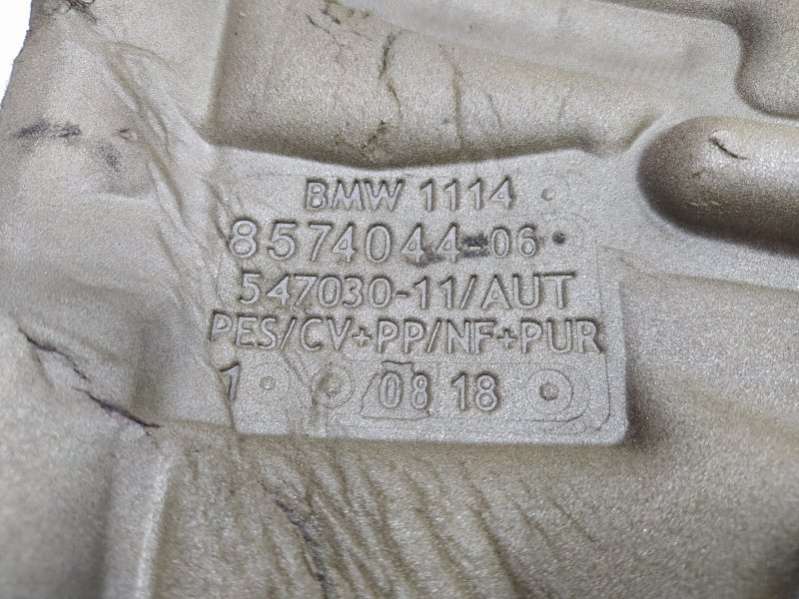 BMW 1114
8574044-06
547030-11/AUT
PES/CV+PP/NF+PUR
1 08 18